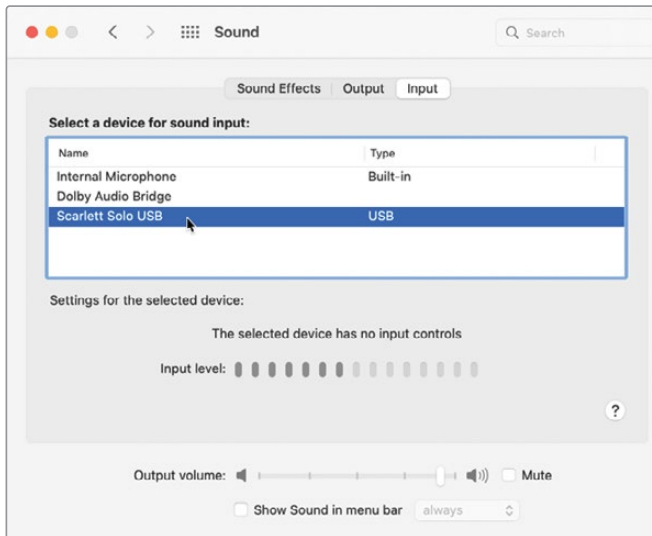 Sound
Search
Sound Effects Output Input
Select a device for sound input:
Name Type
Internal Microphone Built-in
Dolby Audio Bridge
Scarlett Solo USB USB
Settings for the selected device:
The selected device has no input controls
Input level:
?
Output volume: Mute
Show Sound in menu bar always